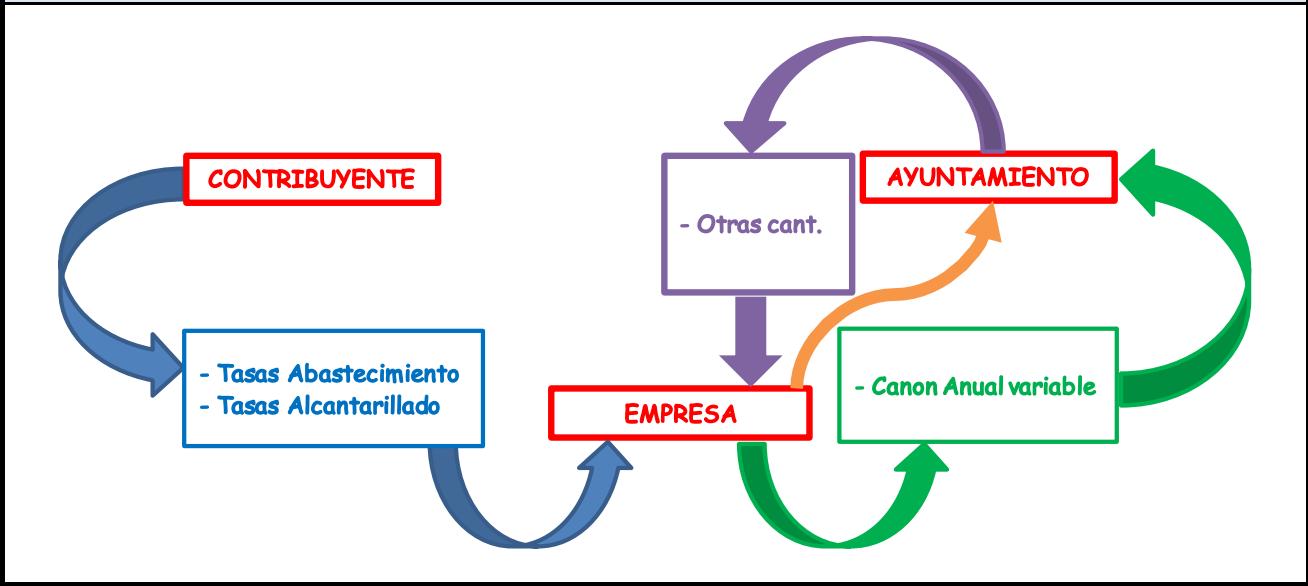 CONTRIBUYENTE
AYUNTAMIENTO
- Otras cant.
- Tasas Abastecimiento
- Tasas Alcantarillado
- Canon Anual variable
EMPRESA